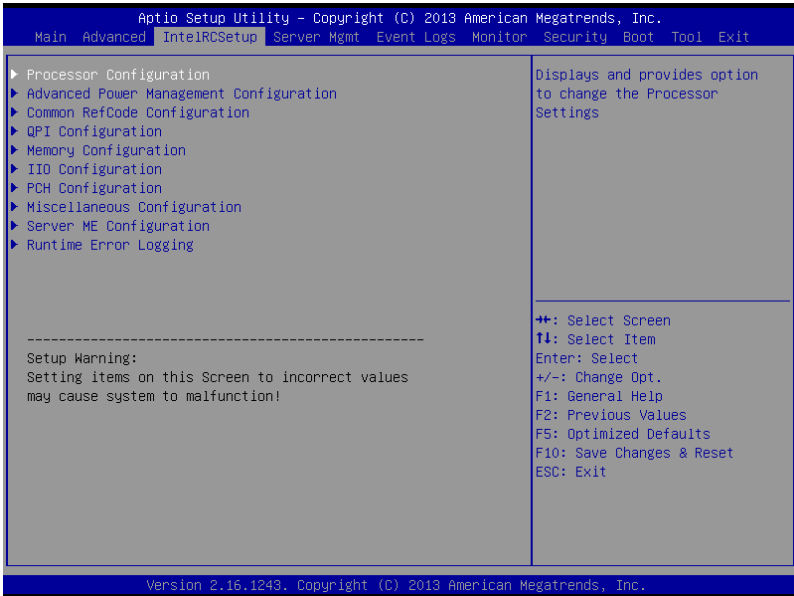 Aptio Setup Utility – Copyright (C) 2013 American Megatrends, Inc.
Main Advanced IntelRCSetup Server Mgmt Event Logs Monitor Security Boot Tool Exit
Processor Configuration
Advanced Power Management Configuration
Common RefCode Configuration
QPI Configuration
Memory Configuration
IIO Configuration
PCH Configuration
Miscellaneous Configuration
Server ME Configuration
Runtime Error Logging
------------------------------------------------
Setup Warning:
Setting items on this Screen to incorrect values
may cause system to malfunction!
Displays and provides option
to change the Processor
Settings
→←: Select Screen
↑↓: Select Item
Enter: Select
+/-: Change Opt.
F1: General Help
F2: Previous Values
F5: Optimized Defaults
F10: Save Changes & Reset
ESC: Exit
Version 2.16.1243. Copyright (C) 2013 American Megatrends, Inc.